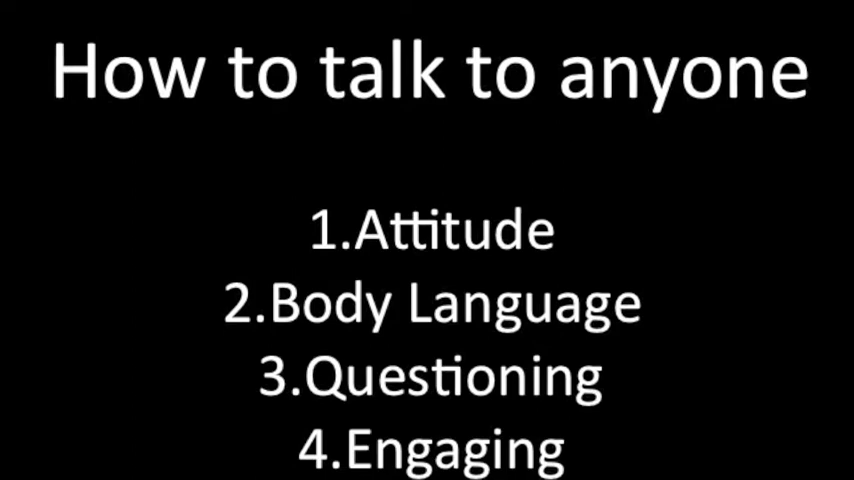 How to talk to anyone
1.Attitude
2.Body Language
3.Questioning
4.Engaging